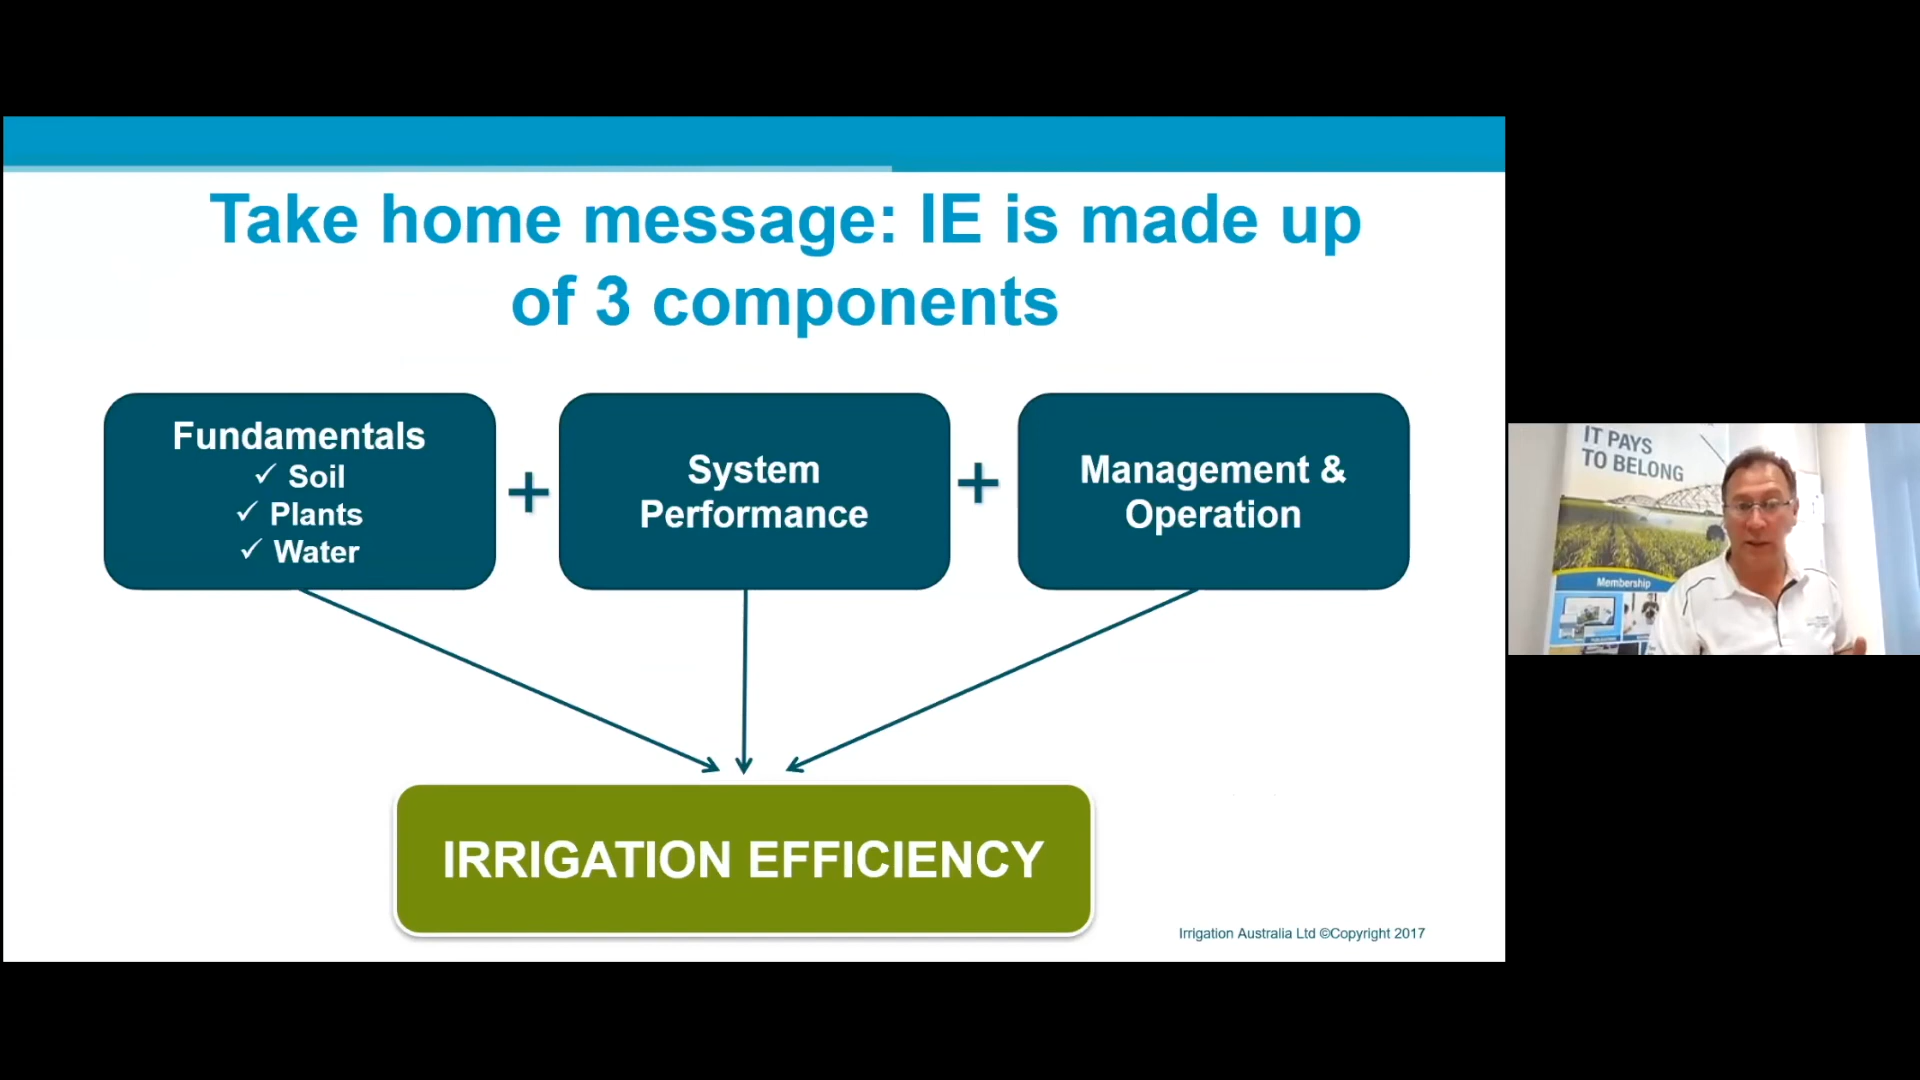 Take home message: IE is made up
of 3 components
Fundamentals
✓ Soil
✓ Plants
✓ Water
+
System
Performance
+
Management &
Operation
IRRIGATION EFFICIENCY
Irrigation Australia Ltd ©Copyright 2017
IT PAYS
TO BELONG
Membership